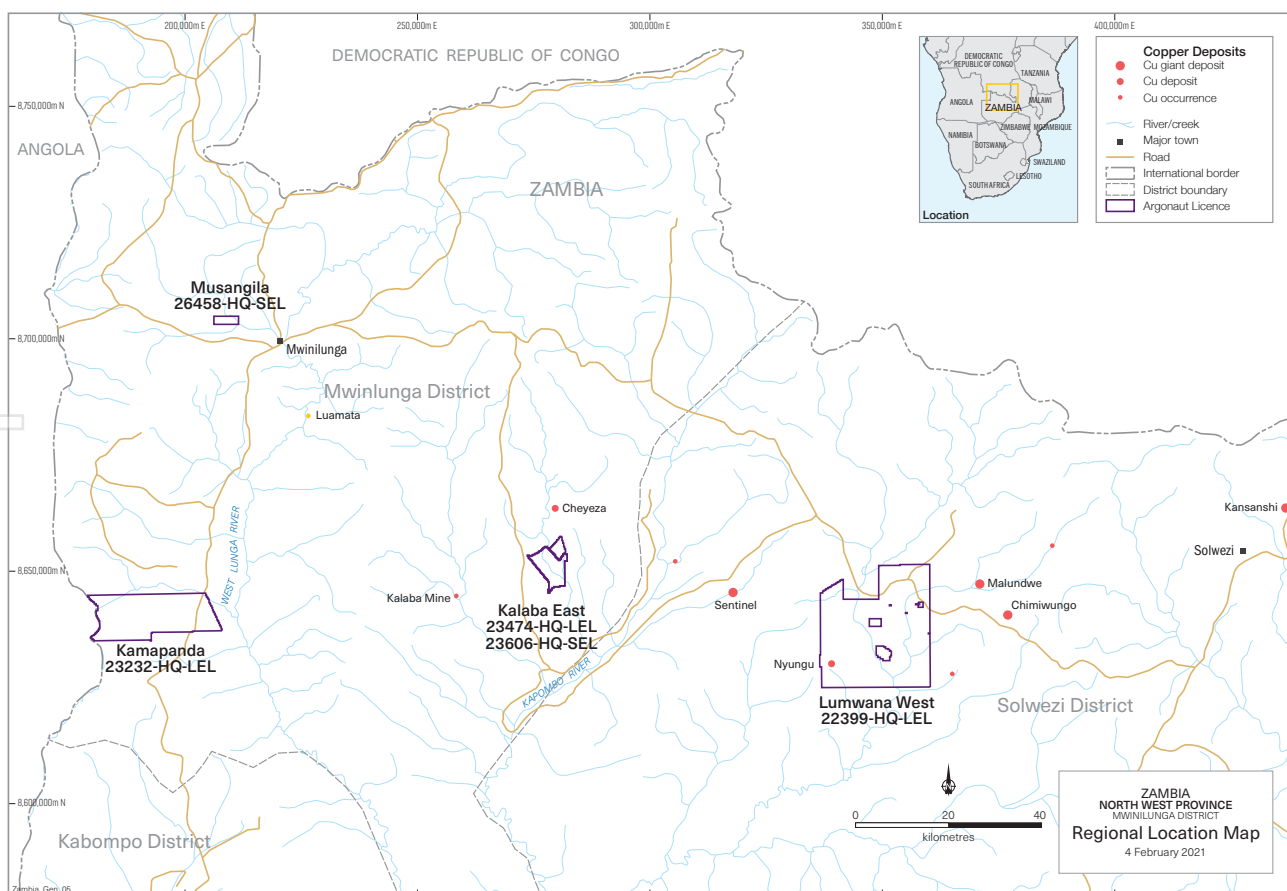 200,000m E
250,000m E
300,000m E
350,000m E
400,000m E
8,750,000m N
8,700,000m N
8,650,000m N
8,600,000m N
DEMOCRATIC REPUBLIC OF CONGO
ANGOLA
ZAMBIA
Musangila
26458-HQ-SEL
Mwinilunga
Mwinlunga District
Luamata
WEST LUNGA RIVER
Cheyeza
Kalaba Mine
Kalaba East
23474-HQ-LEL
23606-HQ-SEL
Kamapanda
23232-HQ-LEL
KAPOMBO RIVER
Sentinel
Nyungu
Lumwana West
22399-HQ-LEL
Malundwe
Chimiwungo
Kansanshi
Solwezi
Solwezi District
Kabompo District
Zambia_Gen_05
DEMOCRATIC
REPUBLIC OF CONGO
TANZANIA
ANGOLA
MALAWI
ZAMBIA
ZIMBABWE
MOZAMBIQUE
NAMIBIA
BOTSWANA
SWAZILAND
LESOTHO
SOUTH AFRICA
Location
Copper Deposits
Cu giant deposit
Cu deposit
Cu occurrence
River/creek
Major town
Road
International border
District boundary
Argonaut Licence
0
20
40
kilometres
ZAMBIA
NORTH WEST PROVINCE
MWINILUNGA DISTRICT
Regional Location Map
4 February 2021